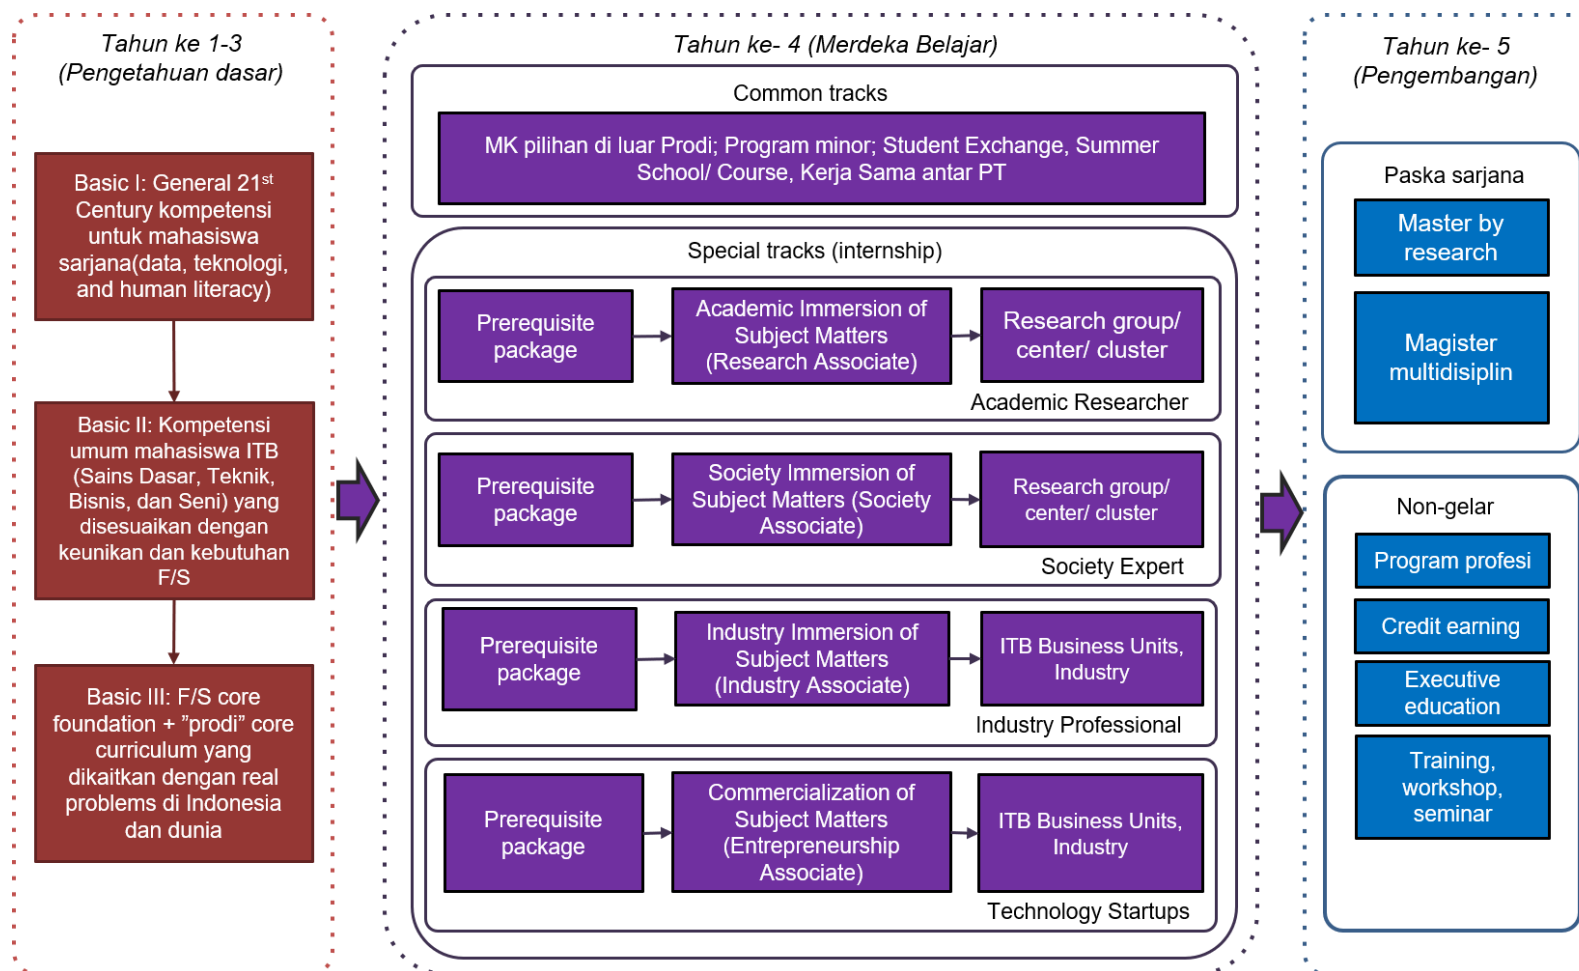 Tahun ke 1-3
(Pengetahuan dasar)
Basic I: General 21st
Century kompetensi
untuk mahasiswa
sarjana(data, teknologi,
and human literacy)
Basic II: Kompetensi
umum mahasiswa ITB
(Sains Dasar, Teknik,
Bisnis, dan Seni) yang
disesuaikan dengan
keunikan dan kebutuhan
F/S
Basic III: F/S core
foundation + ”prodi” core
curriculum yang
dikaitkan dengan real
problems di Indonesia
dan dunia
Tahun ke- 4 (Merdeka Belajar)
Common tracks
MK pilihan di luar Prodi; Program minor; Student Exchange, Summer
School/ Course, Kerja Sama antar PT
Special tracks (internship)
Prerequisite
package
Academic Immersion of
Subject Matters
(Research Associate)
Research group/
center/ cluster
Academic Researcher
Prerequisite
package
Society Immersion of
Subject Matters (Society
Associate)
Research group/
center/ cluster
Society Expert
Prerequisite
package
Industry Immersion of
Subject Matters
(Industry Associate)
ITB Business Units,
Industry
Industry Professional
Prerequisite
package
Commercialization of
Subject Matters
(Entrepreneurship
Associate)
ITB Business Units,
Industry
Technology Startups
Tahun ke- 5
(Pengembangan)
Paska sarjana
Master by
research
Magister
multidisiplin
Non-gelar
Program profesi
Credit earning
Executive
education
Training,
workshop,
seminar